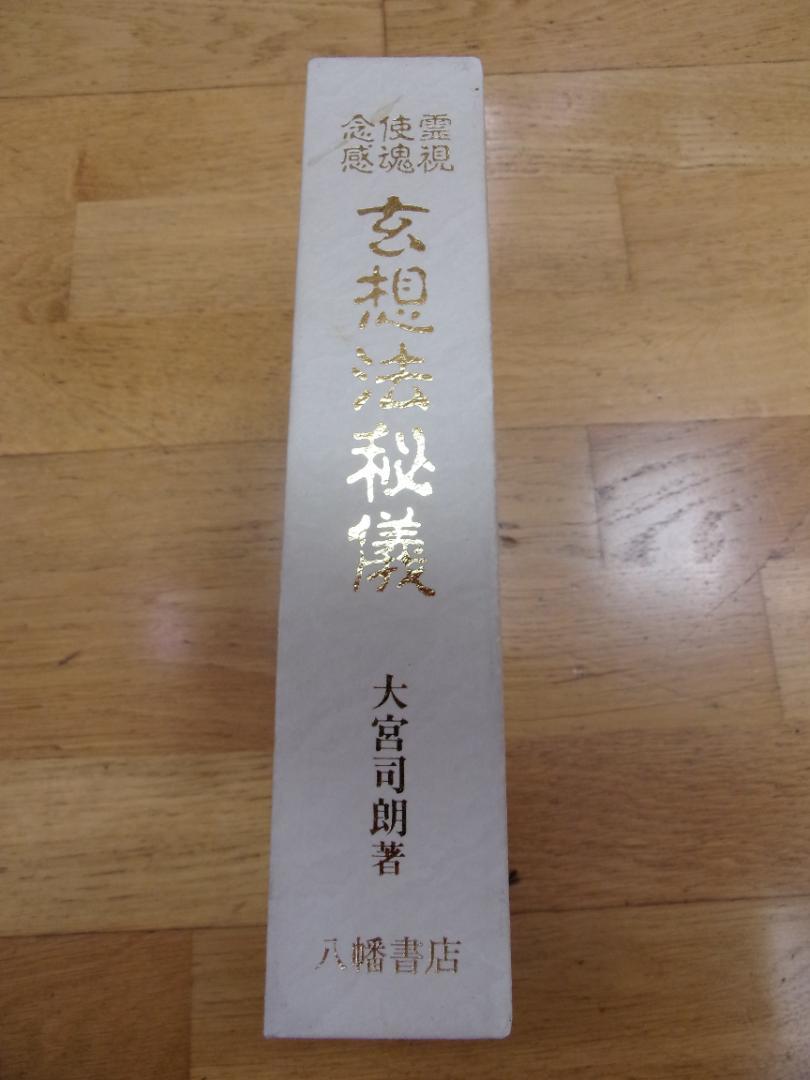 霊視
使魂
念感
玄想法秘儀
大宮司朗著
八幡書店